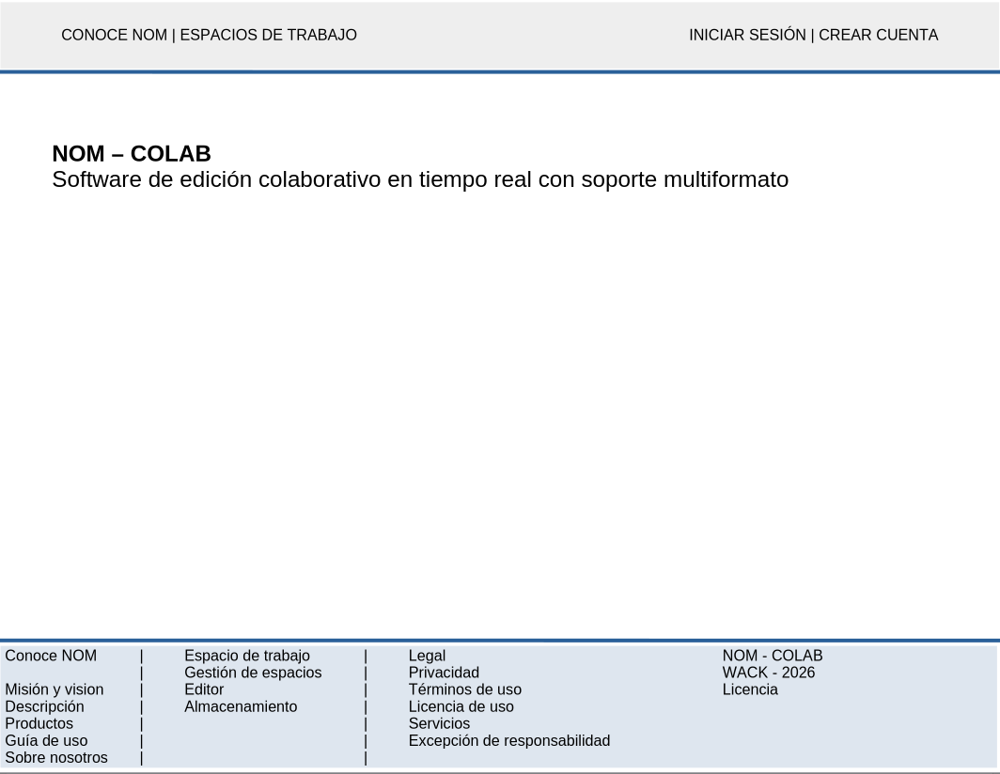 CONOCE NOM | ESPACIOS DE TRABAJO INICIAR SESIÓN | CREAR CUENTA
NOM – COLAB
Software de edición colaborativo en tiempo real con soporte multiformato
Conoce NOM | Espacio de trabajo | Legal NOM - COLAB
| Gestión de espacios | Privacidad WACK - 2026
Misión y vision | Editor | Términos de uso Licencia
Descripción | Almacenamiento | Licencia de uso
Productos | | Servicios
Guía de uso | | Excepción de responsabilidad
Sobre nosotros | |